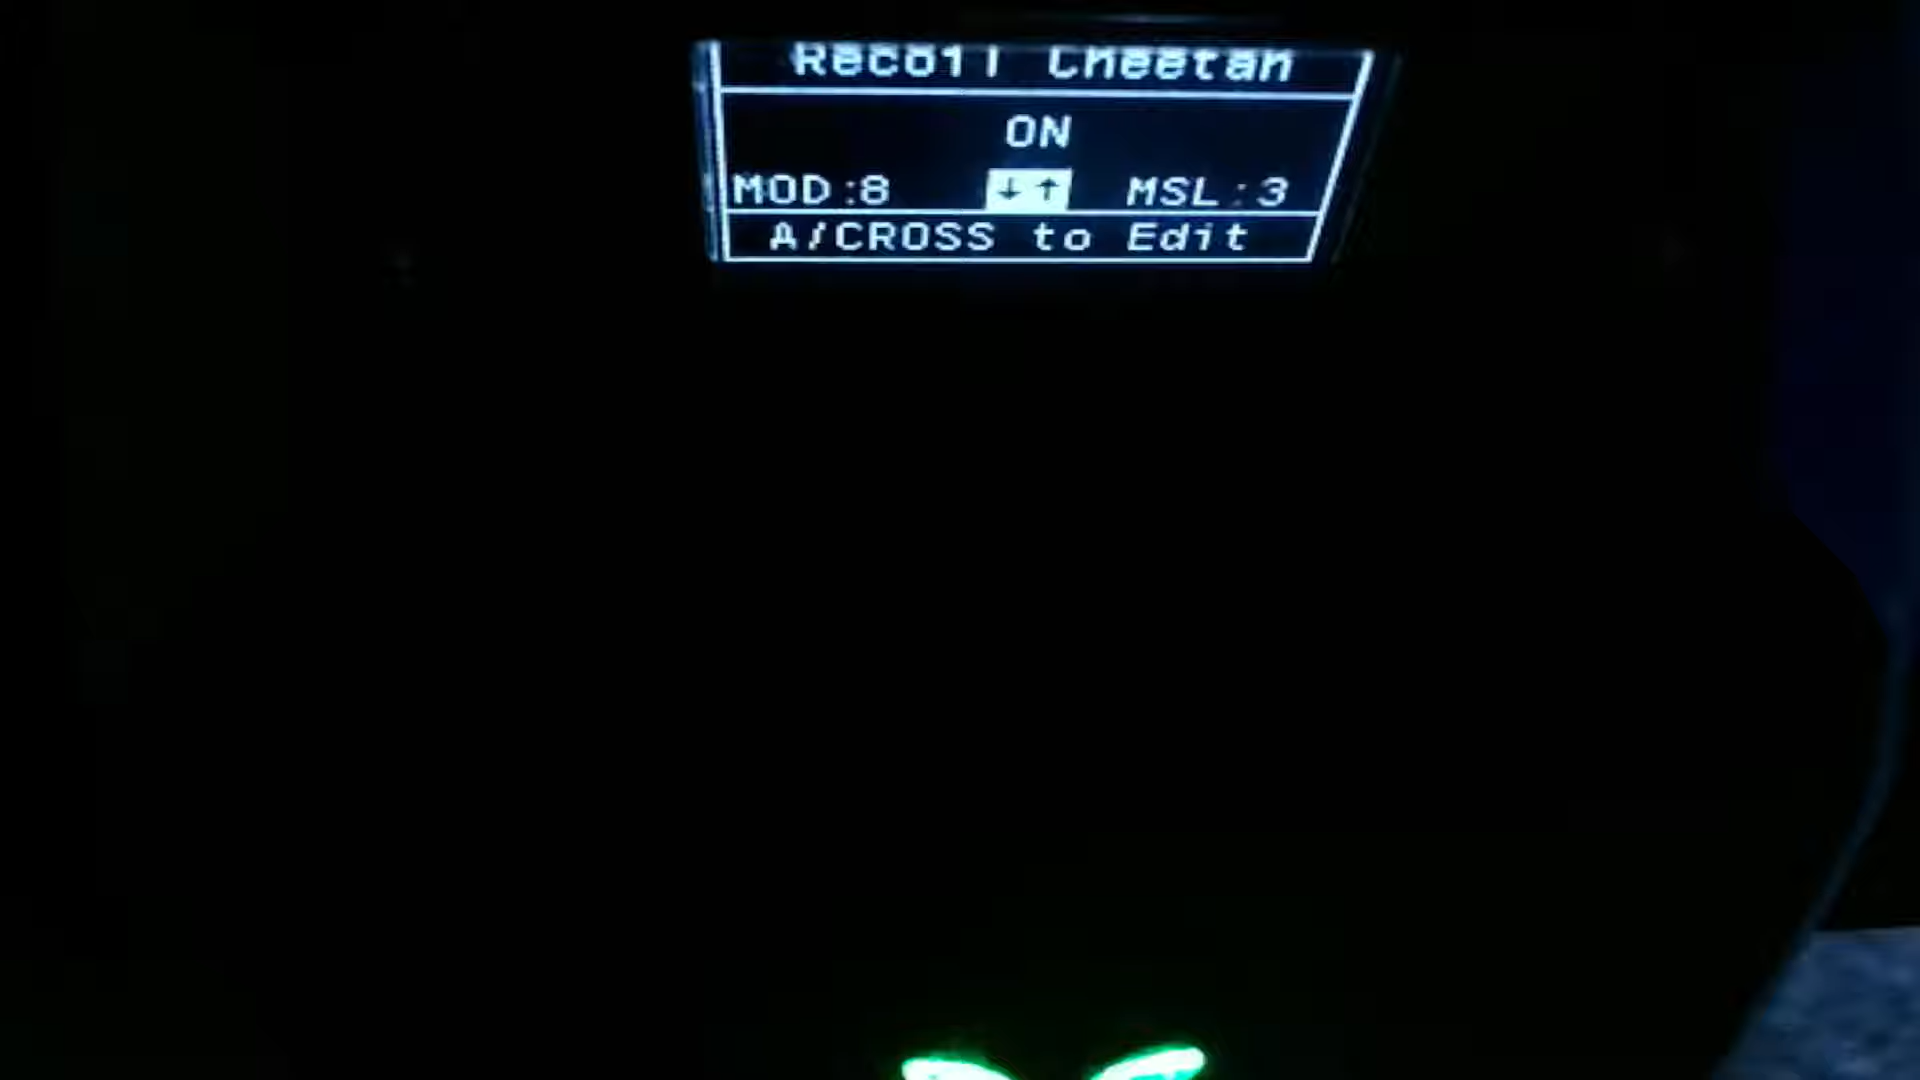 Recoil Cheetah
ON
MOD:8 ↓↑ MSL:3
A/CROSS to Edit